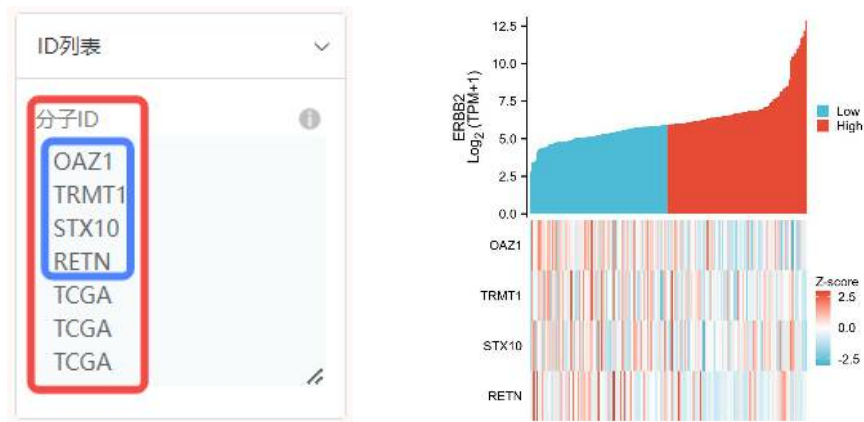 ID列表
分子ID
OAZ1
TRMT1
STX10
RETN
TCGA
TCGA
TCGA
ERBB2
Log2 (TPM+1)
12.5
10.0
7.5
5.0
2.5
0.0
Low
High
OAZ1
TRMT1
STX10
RETN
Z-score
2.5
0.0
-2.5